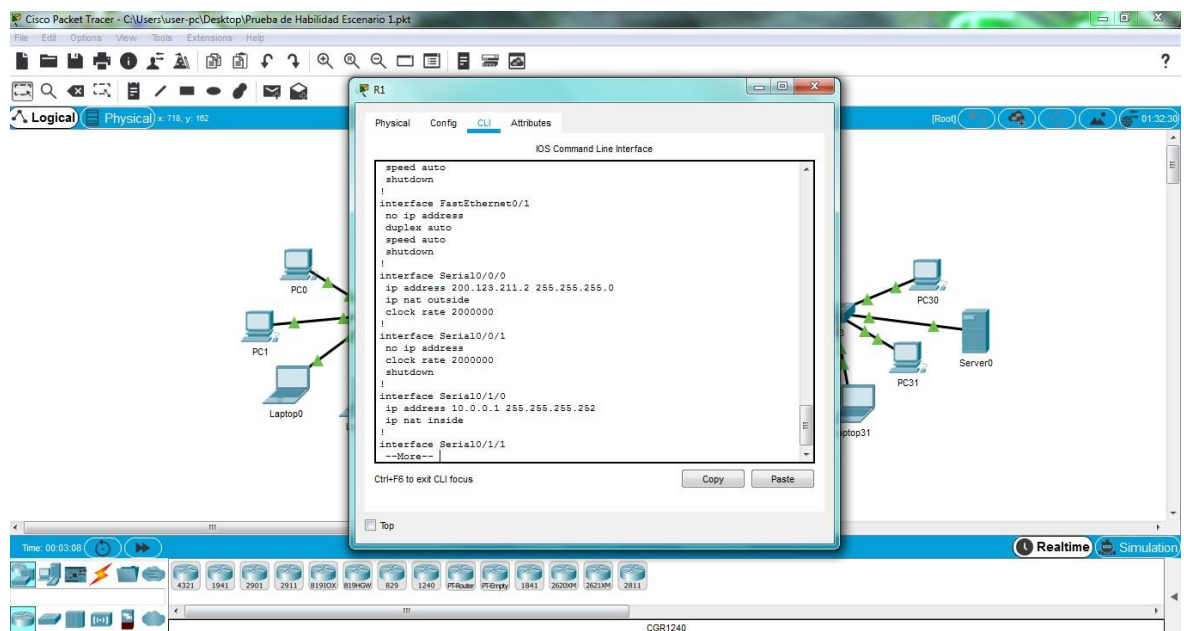 Cisco Packet Tracer - C:\Users\user-pc\Desktop\Prueba de Habilidad Escenario 1.pkt
File Edit Options View Tools Extensions Help
?
Logical
Physical x: 718, y: 162
[Root]
01:32:30
R1
Physical Config CLI Attributes
IOS Command Line Interface
speed auto
shutdown
!
interface FastEthernet0/1
no ip address
duplex auto
speed auto
shutdown
!
interface Serial0/0/0
ip address 200.123.211.2 255.255.255.0
ip nat outside
clock rate 2000000
!
interface Serial0/0/1
no ip address
clock rate 2000000
shutdown
!
interface Serial0/1/0
ip address 10.0.0.1 255.255.255.252
ip nat inside
!
interface Serial0/1/1
--More--
Ctrl+F6 to exit CLI focus
Copy Paste
Top
PC0
PC1
Laptop0
PC30
Server0
PC31
ptop31
Time: 00:03:08
Realtime Simulation
4321 1941 2901 2911 819IOX 819HGW 829 1240 PT-Router PT-Empty 1841 2620XM 2621XM 2811
CGR1240